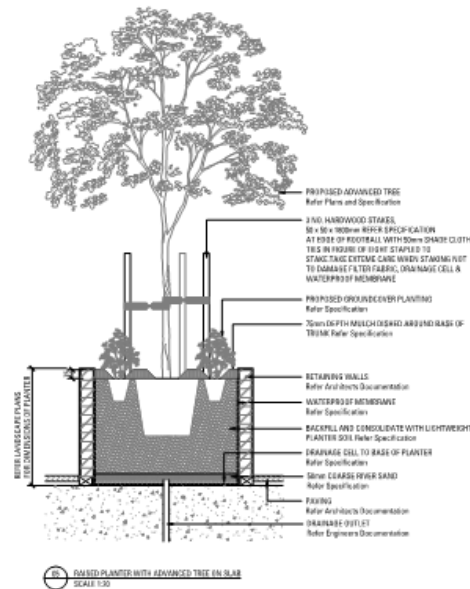 PROPOSED ADVANCED TREE
Refer Plans and Specification
3 NO. HARDWOOD STAKES,
50 x 50 x 1800mm REFER SPECIFICATION
AT EDGE OF ROOTBALL WITH 50mm SHADE CLOTH
TIES IN FIGURE OF EIGHT STAPLED TO
STAKE.TAKE EXTEME CARE WHEN STAKING NOT
TO DAMAGE FILTER FABRIC, DRAINAGE CELL &
WATERPROOF MEMBRANE
PROPOSED GROUNDCOVER PLANTING
Refer Specification
75mm DEPTH MULCH DISHED AROUND BASE OF
TRUNK Refer Specification
RETAINING WALLS
Refer Architects Documentation
WATERPROOF MEMBRANE
Refer Specification
BACKFILL AND CONSOLIDATE WITH LIGHTWEIGHT
PLANTER SOIL Refer Specification
DRAINAGE CELL TO BASE OF PLANTER
Refer Specification
50mm COARSE RIVER SAND
Refer Specification
PAVING
Refer Architects Documentation
DRAINAGE OUTLET
Refer Engineers Documentation
REFER LANDSCAPE PLANS
FOR DIMENSIONS OF PLANTER
RAISED PLANTER WITH ADVANCED TREE ON SLAB
SCALE 1:30